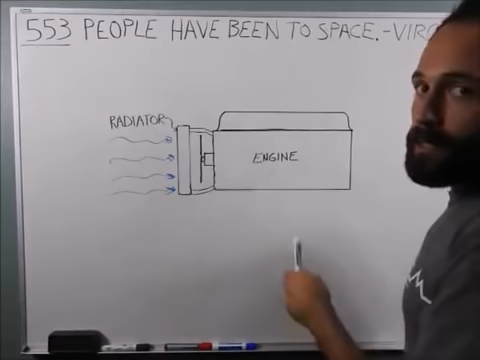 553 PEOPLE HAVE BEEN TO SPACE. -
RADIATOR
ENGINE